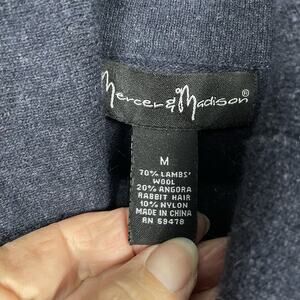 Mercer & Madison®
M
70% LAMBS'
WOOL
20% ANGORA
RABBIT HAIR
10% NYLON
MADE IN CHINA
RN 59478